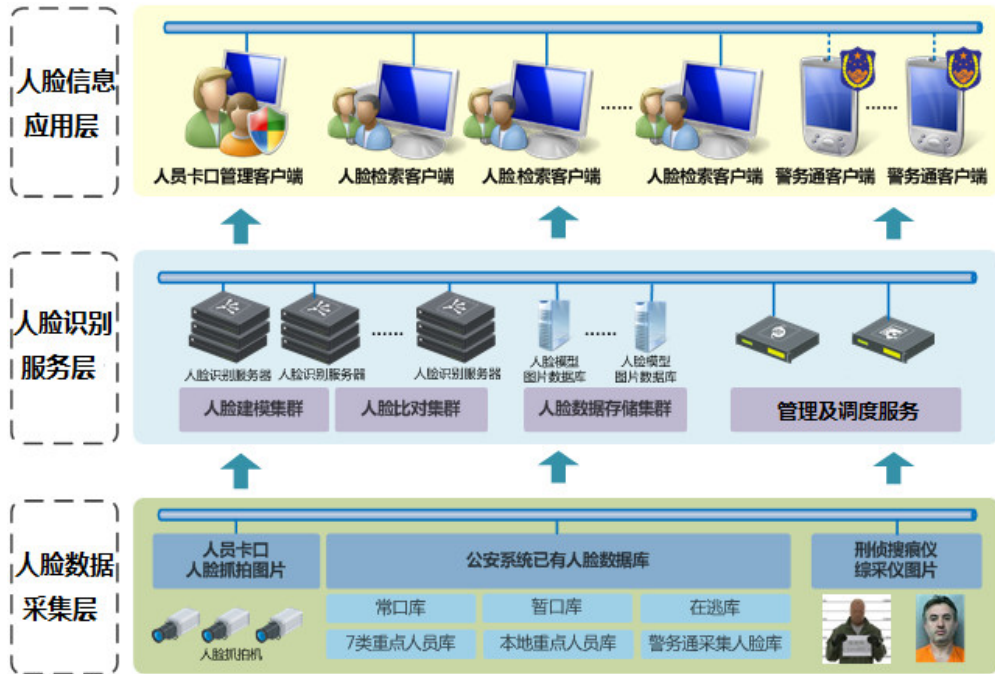 人脸信息
应用层
人员卡口管理客户端
人脸检索客户端
人脸检索客户端
......
人脸检索客户端
警务通客户端
......
警务通客户端
人脸识别
服务层
人脸识别服务器
人脸识别服务器
......
人脸识别服务器
人脸模型
图片数据库
......
人脸模型
图片数据库
人脸建模集群
人脸比对集群
人脸数据存储集群
管理及调度服务
人脸数据
采集层
人员卡口
人脸抓拍图片
人脸抓拍机
公安系统已有人脸数据库
常口库
暂口库
在逃库
7类重点人员库
本地重点人员库
警务通采集人脸库
刑侦搜痕仪
综采仪图片